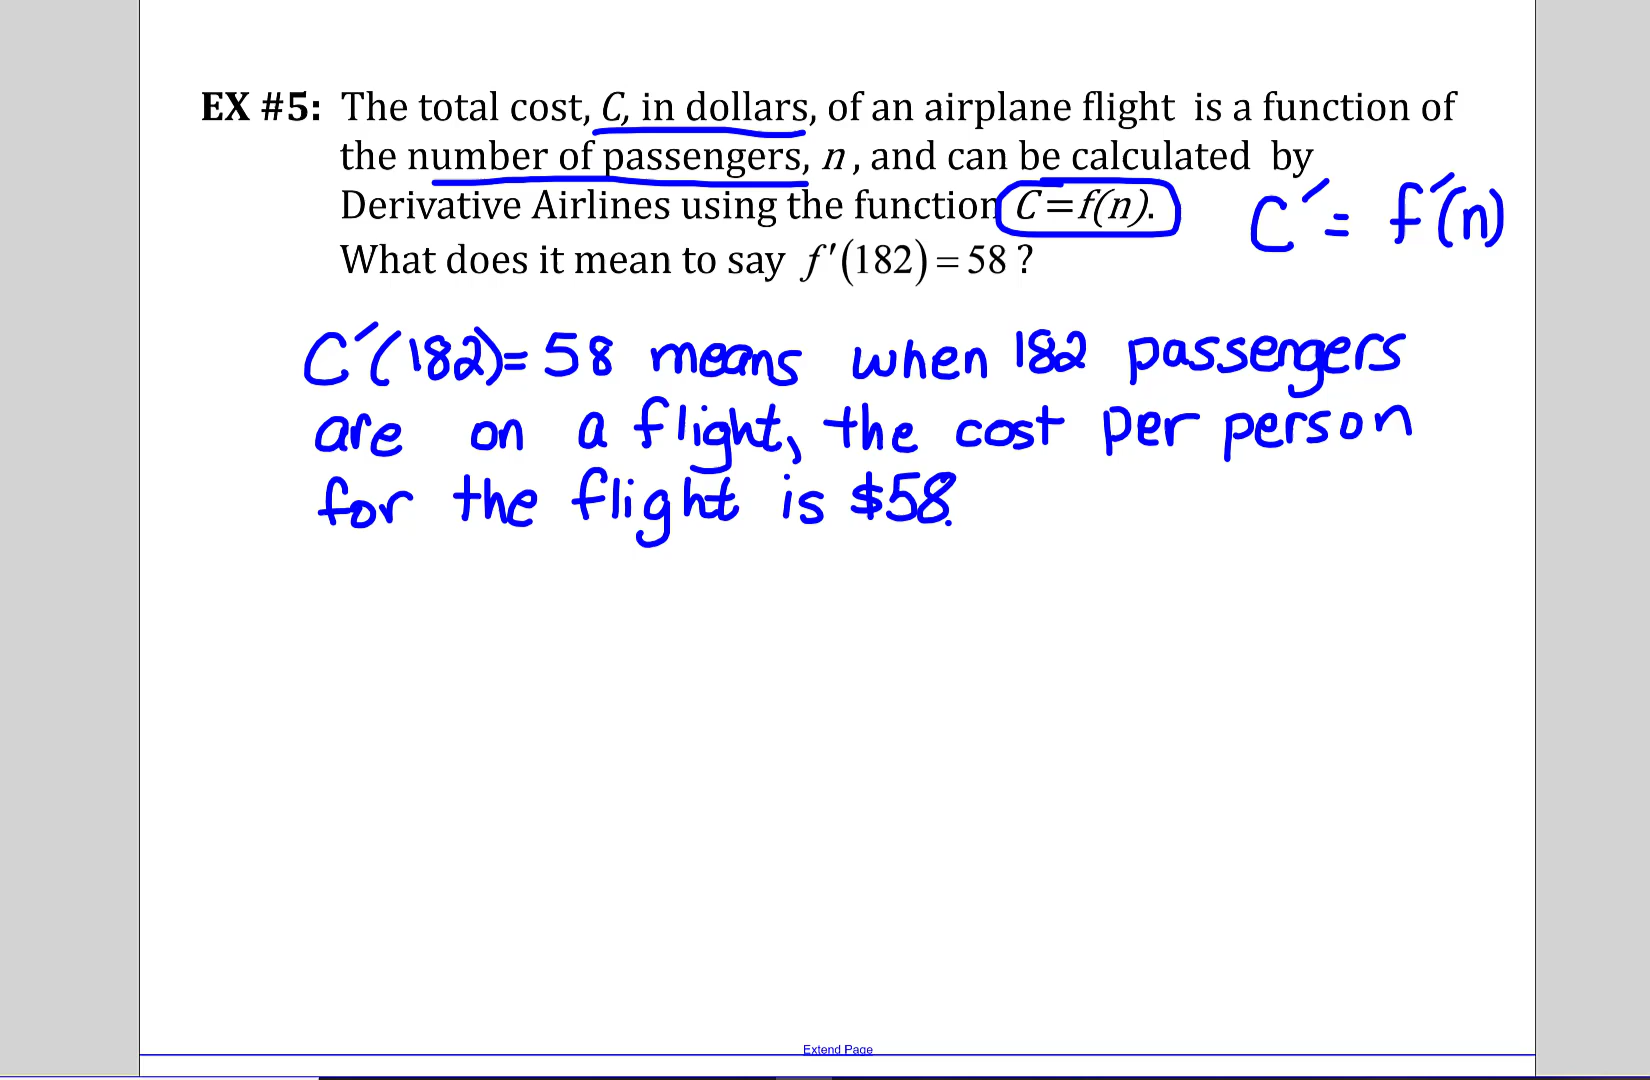 EX #5: The total cost, C, in dollars, of an airplane flight is a function of
the number of passengers, n , and can be calculated by
Derivative Airlines using the function C=f(n).
C′= f′(n)
What does it mean to say f′(182) = 58 ?
C′(182)= 58 means when 182 passengers
are on a flight, the cost per person
for the flight is $58.
Extend Page